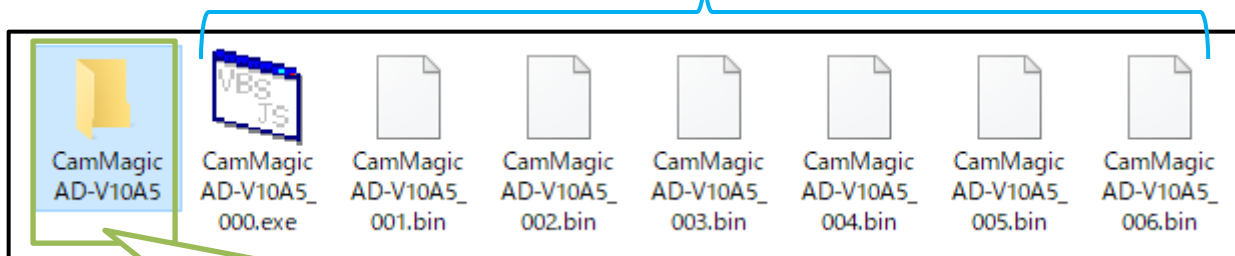 VBS
JS
CamMagic
AD-V10A5
CamMagic
AD-V10A5_
000.exe
CamMagic
AD-V10A5_
001.bin
CamMagic
AD-V10A5_
002.bin
CamMagic
AD-V10A5_
003.bin
CamMagic
AD-V10A5_
004.bin
CamMagic
AD-V10A5_
005.bin
CamMagic
AD-V10A5_
006.bin